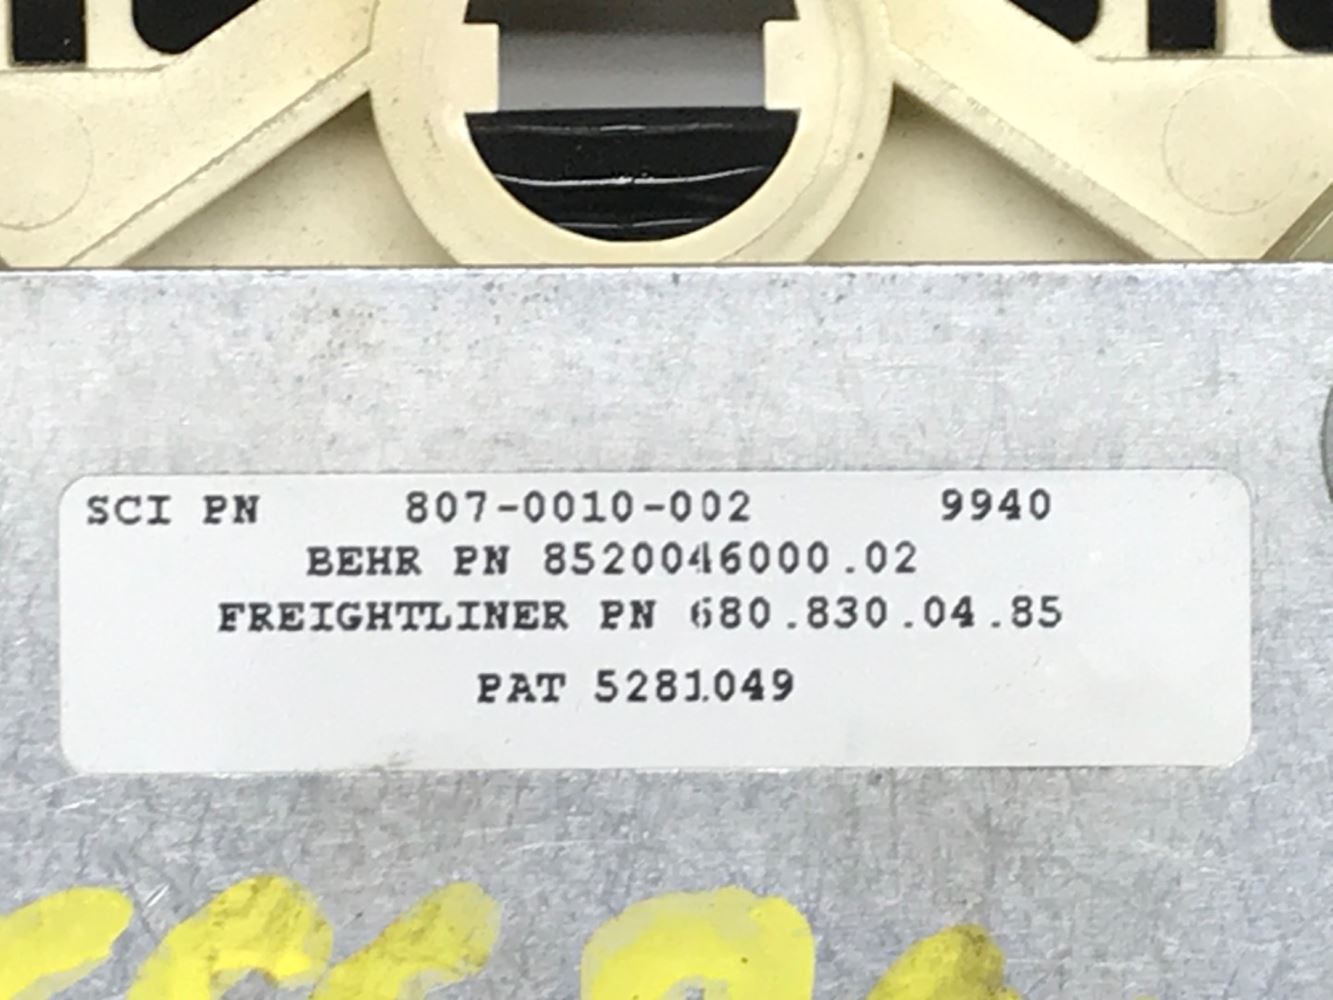 SCI PN 807-0010-002 9940
BEHR PN 8520046000.02
FREIGHTLINER PN 680.830.04.85
PAT 5281049